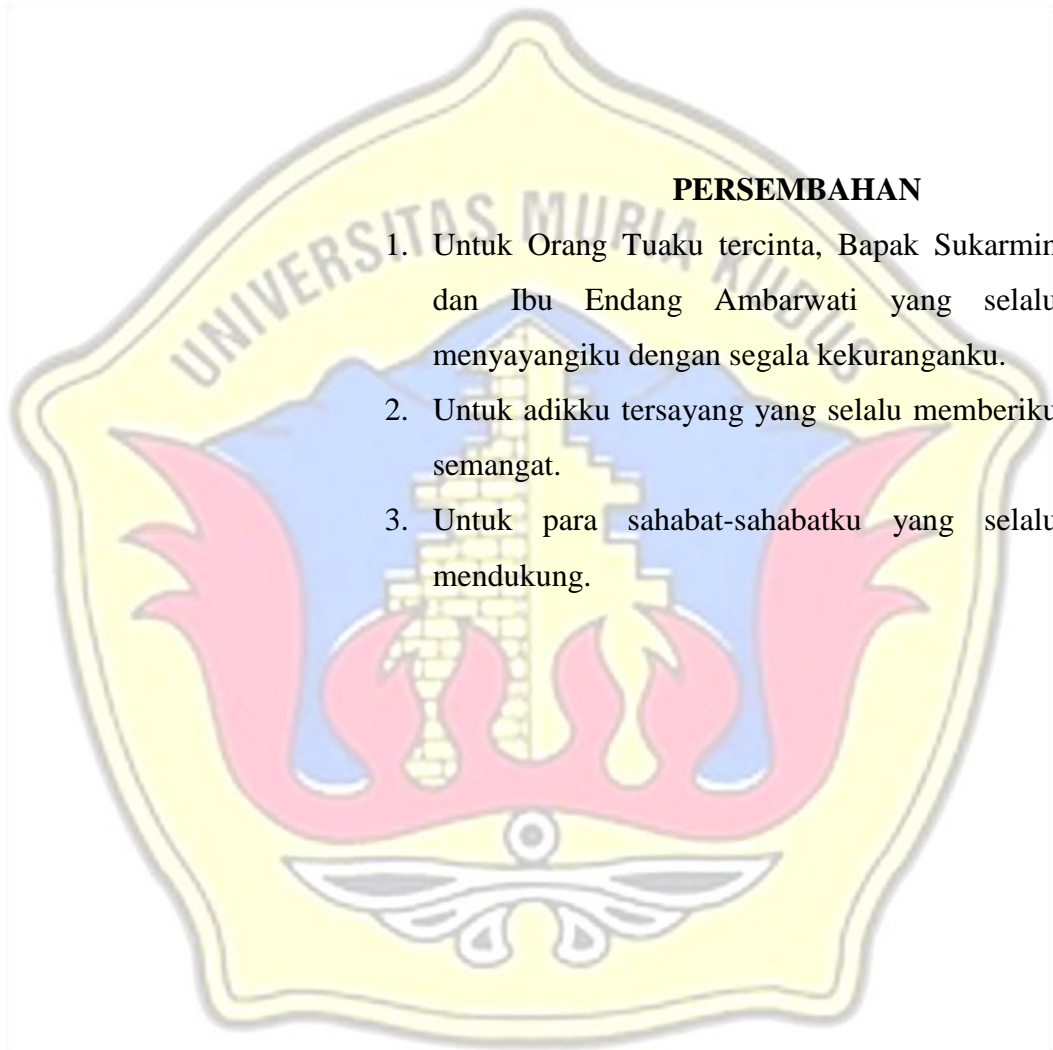 PERSEMBAHAN
1. Untuk Orang Tuaku tercinta, Bapak Sukarmin
dan Ibu Endang Ambarwati yang selalu
menyayangiku dengan segala kekuranganku.
2. Untuk adikku tersayang yang selalu memberiku
semangat.
3. Untuk para sahabat-sahabatku yang selalu
mendukung.
UNIVERSITAS MURIA KUDUS